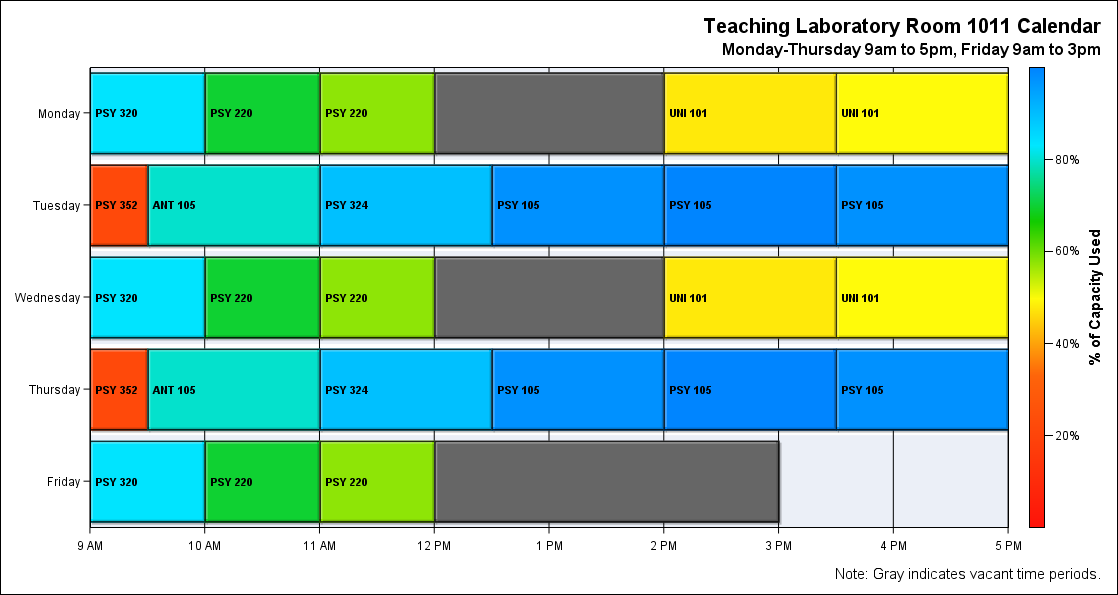 Teaching Laboratory Room 1011 Calendar
Monday-Thursday 9am to 5pm, Friday 9am to 3pm
Monday
PSY 320
PSY 220
PSY 220
UNI 101
UNI 101
Tuesday
PSY 352
ANT 105
PSY 324
PSY 105
PSY 105
PSY 105
Wednesday
PSY 320
PSY 220
PSY 220
UNI 101
UNI 101
Thursday
PSY 352
ANT 105
PSY 324
PSY 105
PSY 105
PSY 105
Friday
PSY 320
PSY 220
PSY 220
9 AM
10 AM
11 AM
12 PM
1 PM
2 PM
3 PM
4 PM
5 PM
80%
60%
40%
20%
% of Capacity Used
Note: Gray indicates vacant time periods.